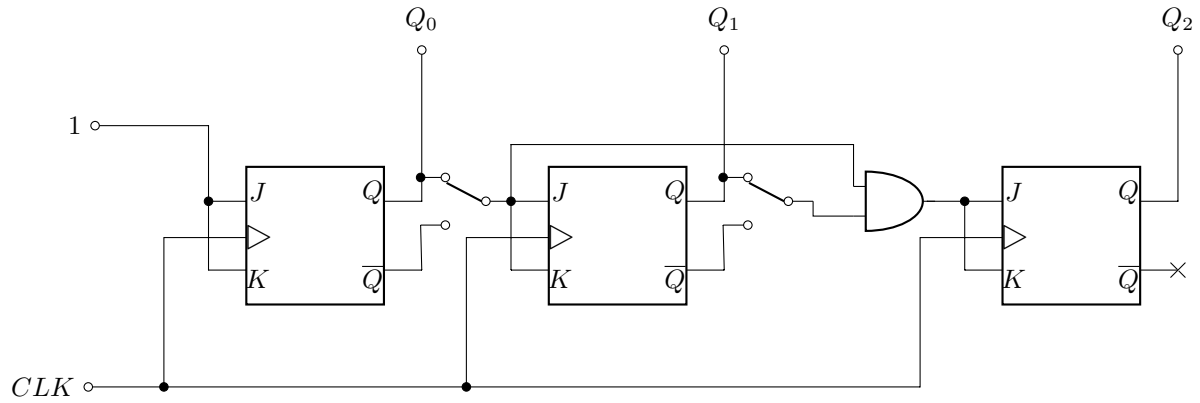 Q₀ Q₁ Q₂
1
J Q J Q J Q
K Q̅ K Q̅ K Q̅
CLK